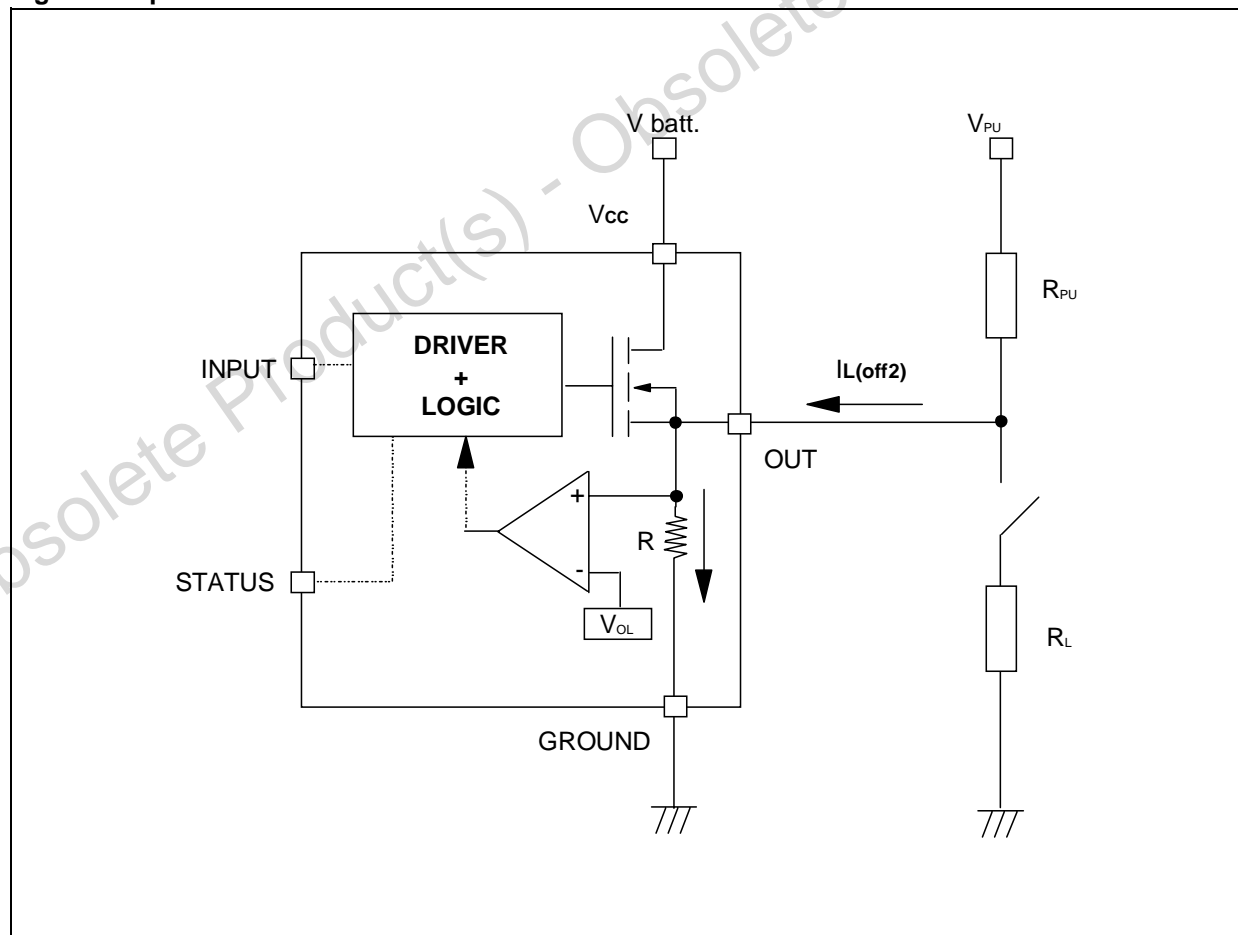 Obsolete Product(s) - Obsolete
V batt.
VPU
Vcc
RPU
DRIVER
+
LOGIC
INPUT
IL(off2)
OUT
+
R
-
VOL
STATUS
RL
GROUND